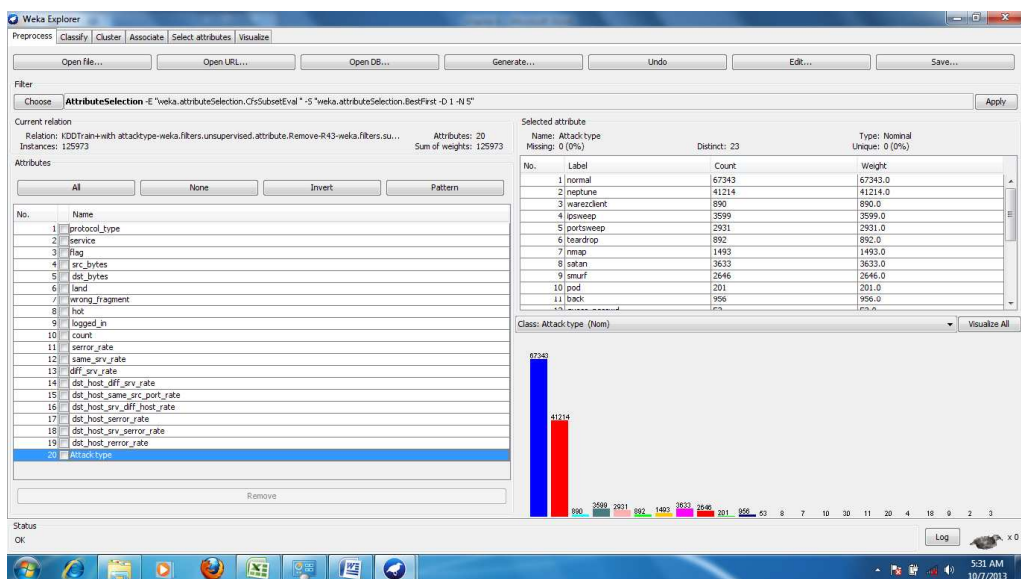 Weka Explorer
Preprocess Classify Cluster Associate Select attributes Visualize
Open file... Open URL... Open DB... Generate... Undo Edit... Save...
Filter
Choose AttributeSelection -E "weka.attributeSelection.CfsSubsetEval " -S "weka.attributeSelection.BestFirst -D 1 -N 5" Apply
Current relation
Relation: KDDTrain+with attacktype-weka.filters.unsupervised.attribute.Remove-R43-weka.filters.su... Attributes: 20
Instances: 125973 Sum of weights: 125973
Attributes
All None Invert Pattern
No. Name
1 protocol_type
2 service
3 flag
4 src_bytes
5 dst_bytes
6 land
7 wrong_fragment
8 hot
9 logged_in
10 count
11 serror_rate
12 same_srv_rate
13 diff_srv_rate
14 dst_host_diff_srv_rate
15 dst_host_same_src_port_rate
16 dst_host_srv_diff_host_rate
17 dst_host_serror_rate
18 dst_host_srv_serror_rate
19 dst_host_rerror_rate
20 Attack type
Remove
Selected attribute
Name: Attack type Type: Nominal
Missing: 0 (0%) Distinct: 23 Unique: 0 (0%)
No. Label Count Weight
1 normal 67343 67343.0
2 neptune 41214 41214.0
3 warezclient 890 890.0
4 ipsweep 3599 3599.0
5 portsweep 2931 2931.0
6 teardrop 892 892.0
7 nmap 1493 1493.0
8 satan 3633 3633.0
9 smurf 2646 2646.0
10 pod 201 201.0
11 back 956 956.0
Class: Attack type (Nom) Visualize All
67343
41214
890 3599 2931 892 1493 3633 2646 201 956 53 8 7 10 30 11 20 4 18 9 2 3
Status
OK
Log x 0
5:31 AM
10/7/2013